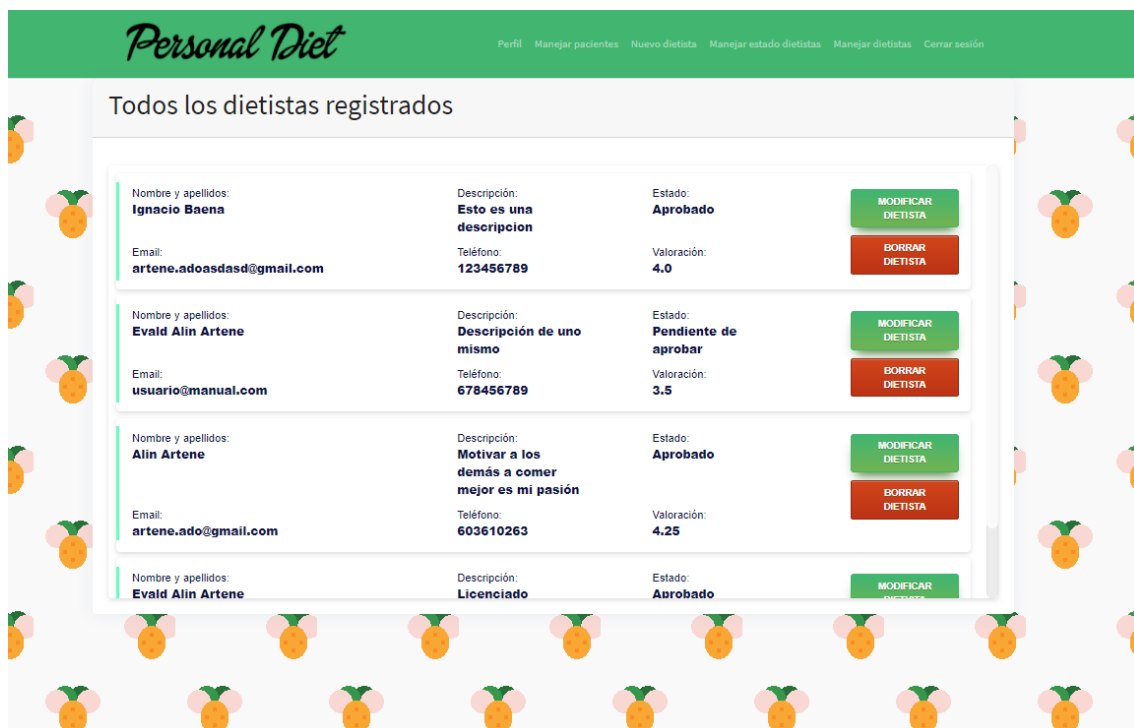 Personal Diet
Perfil Manejar pacientes Nuevo dietista Manejar estado dietistas Manejar dietistas Cerrar sesión
Todos los dietistas registrados
Nombre y apellidos: Descripción: Estado:
Ignacio Baena Esto es una Aprobado MODIFICAR
descripcion DIETISTA
Email: Teléfono: Valoración: BORRAR
artene.adoasdasd@gmail.com 123456789 4.0 DIETISTA
Nombre y apellidos: Descripción: Estado:
Evald Alin Artene Descripción de uno Pendiente de MODIFICAR
mismo aprobar DIETISTA
Email: Teléfono: Valoración: BORRAR
usuario@manual.com 678456789 3.5 DIETISTA
Nombre y apellidos: Descripción: Estado:
Alin Artene Motivar a los Aprobado MODIFICAR
demás a comer DIETISTA
mejor es mi pasión BORRAR
DIETISTA
Email: Teléfono: Valoración:
artene.ado@gmail.com 603610263 4.25
Nombre y apellidos: Descripción: Estado:
Evald Alin Artene Licenciado Aprobado MODIFICAR